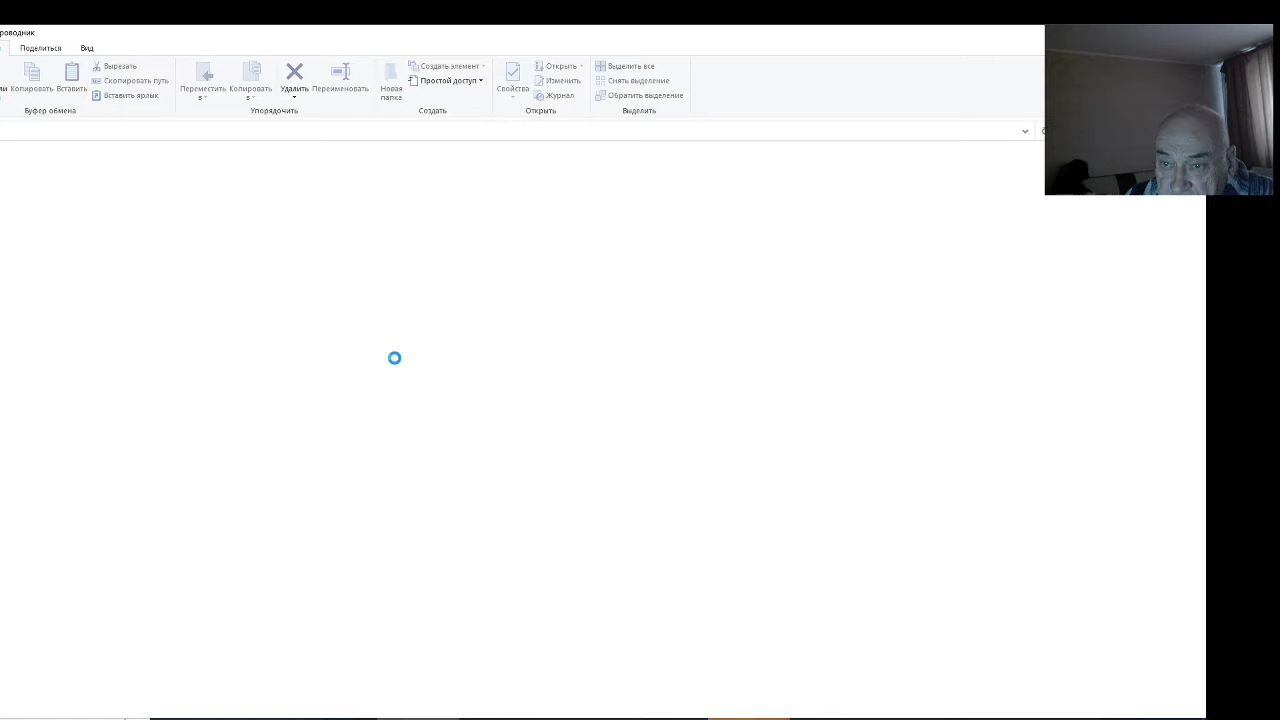 роводник
Поделиться Вид
Вырезать Создать элемент Открыть Выделить все
Скопировать путь Простой доступ Изменить Снять выделение
ли Копировать Вставить Вставить ярлык Переместить в Копировать в Удалить Переименовать Новая папка Свойства Журнал Обратить выделение
Буфер обмена Упорядочить Создать Открыть Выделить